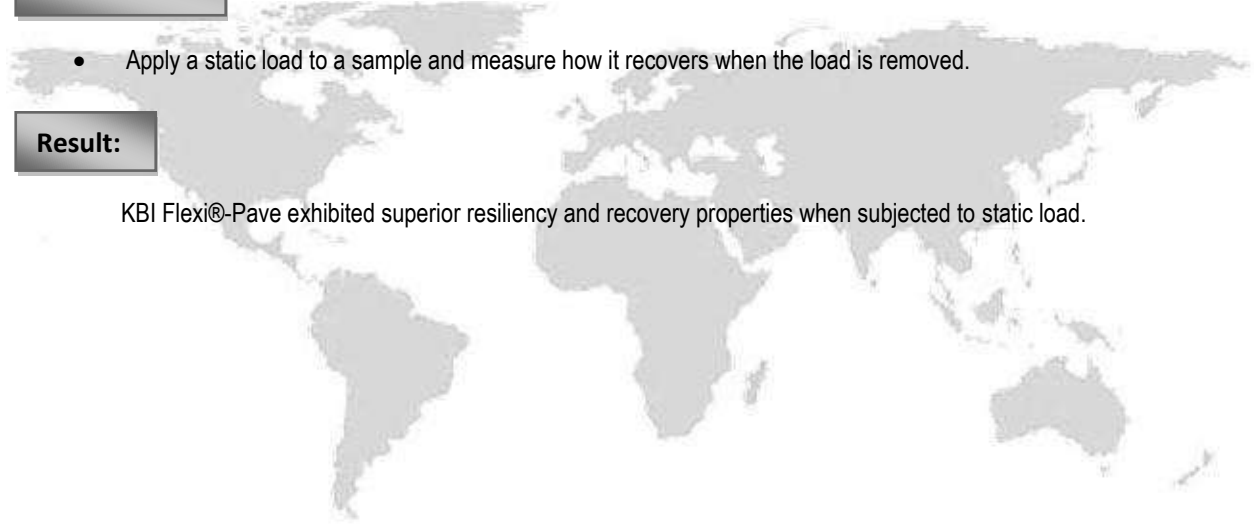 • Apply a static load to a sample and measure how it recovers when the load is removed.
Result:
KBI Flexi®-Pave exhibited superior resiliency and recovery properties when subjected to static load.